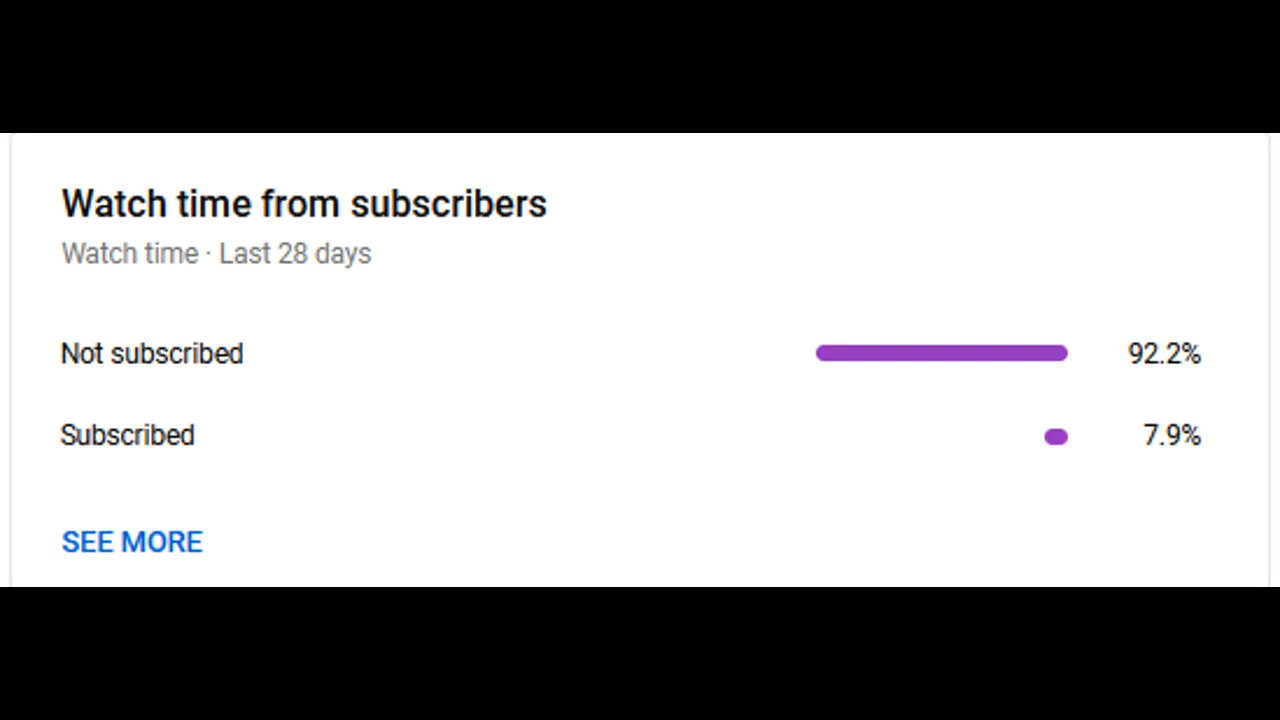 Watch time from subscribers
Watch time · Last 28 days
Not subscribed 92.2%
Subscribed 7.9%
SEE MORE